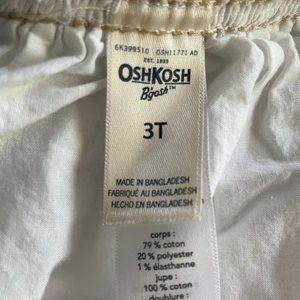 6K399510 OSH11771 AD
EST. 1895
OSHKOSH
B'gosh™
3T
MADE IN BANGLADESH
FABRIQUÉ AU BANGLADESH
HECHO EN BANGLADESH
corps :
79 % coton
20 % polyester
1 % élasthanne
jupe :
100 % coton
doublure :